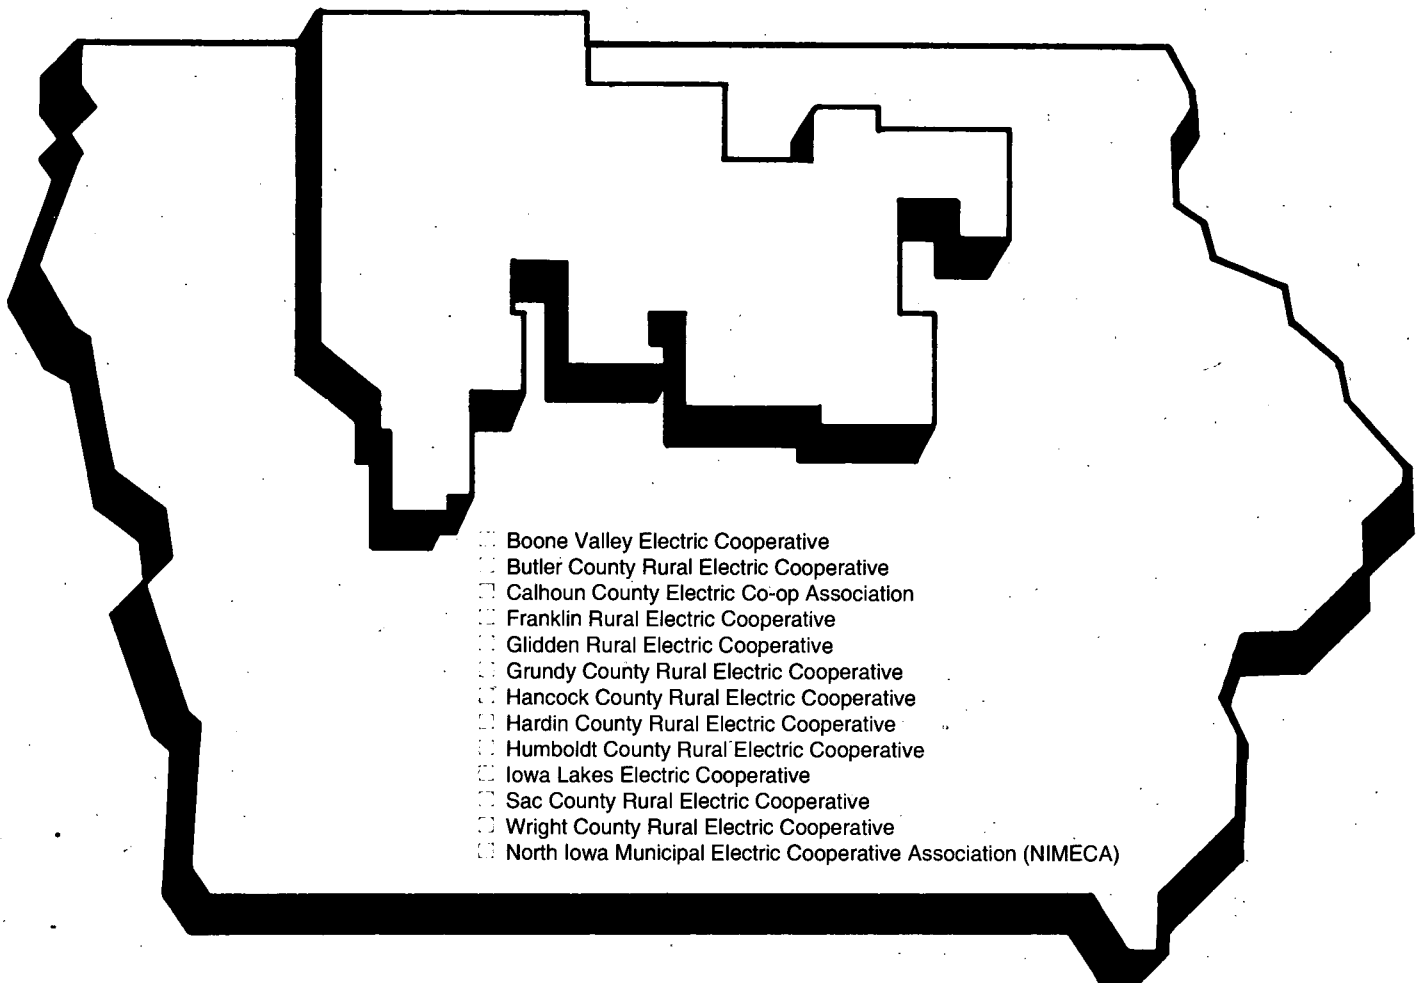 Boone Valley Electric Cooperative
Butler County Rural Electric Cooperative
Calhoun County Electric Co-op Association
Franklin Rural Electric Cooperative
Glidden Rural Electric Cooperative
Grundy County Rural Electric Cooperative
Hancock County Rural Electric Cooperative
Hardin County Rural Electric Cooperative
Humboldt County Rural Electric Cooperative
Iowa Lakes Electric Cooperative
Sac County Rural Electric Cooperative
Wright County Rural Electric Cooperative
North Iowa Municipal Electric Cooperative Association (NIMECA)